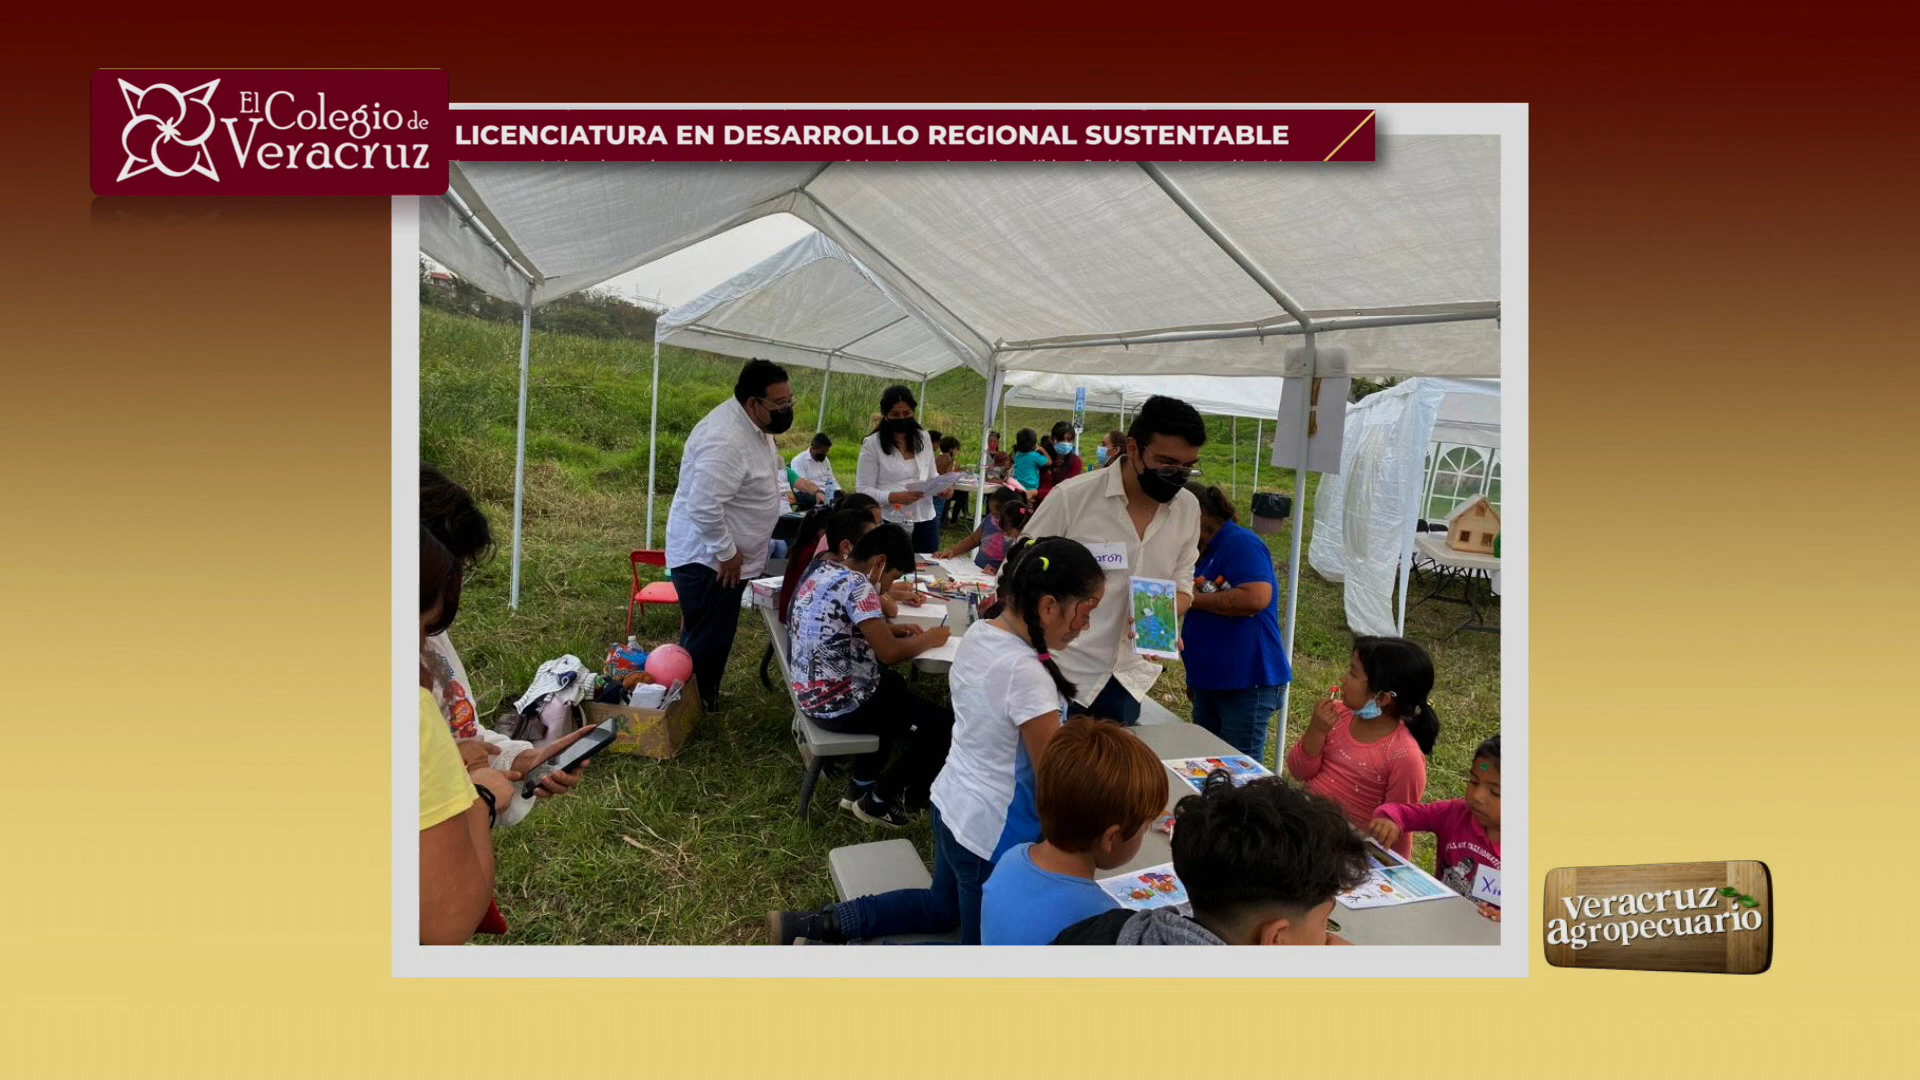 El Colegio de
Veracruz
LICENCIATURA EN DESARROLLO REGIONAL SUSTENTABLE
veracruz
agropecuario